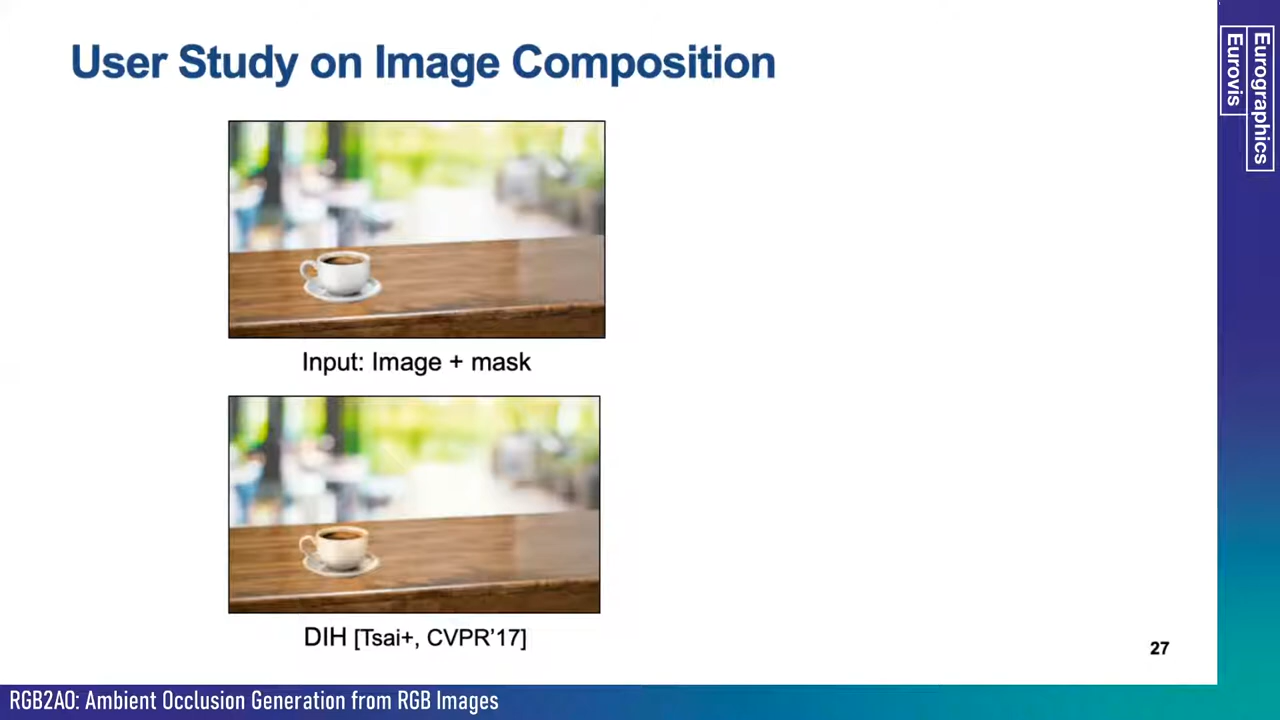 User Study on Image Composition
Input: Image + mask
DIH [Tsai+, CVPR’17]
27
Eurographics
Eurovis
RGB2AO: Ambient Occlusion Generation from RGB Images